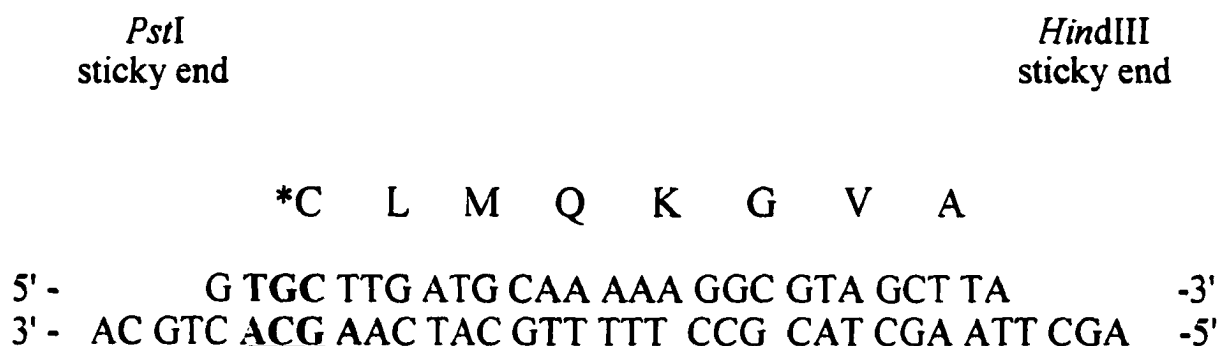 PstI HindIII
sticky end sticky end
*C L M Q K G V A
5' - G TGC TTG ATG CAA AAA GGC GTA GCT TA -3'
3' - AC GTC ACG AAC TAC GTT TTT CCG CAT CGA ATT CGA -5'